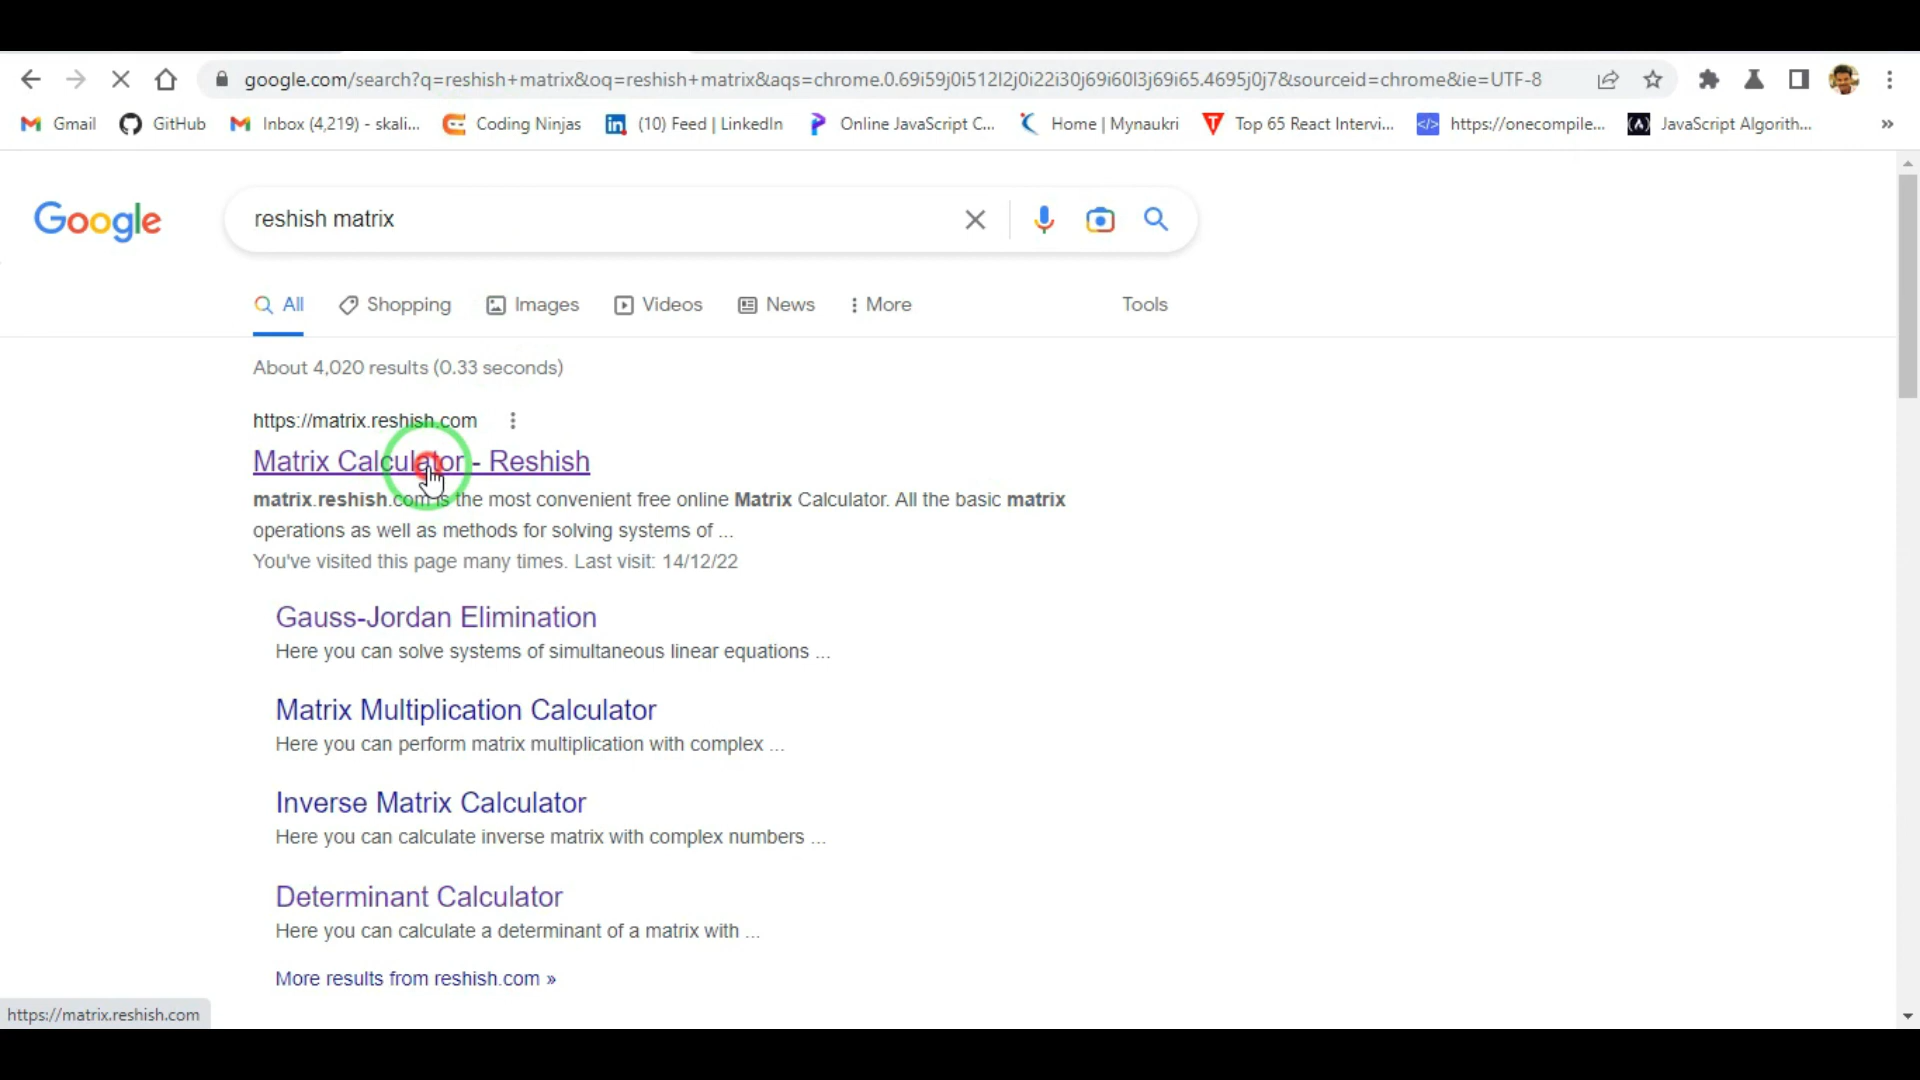 google.com/search?q=reshish+matrix&oq=reshish+matrix&aqs=chrome.0.69i59j0i512l2j0i22i30j69i60l3j69i65.4695j0j7&sourceid=chrome&ie=UTF-8
Gmail GitHub Inbox (4,219) - skali... Coding Ninjas (10) Feed | LinkedIn Online JavaScript C... Home | Mynaukri Top 65 React Intervi... https://onecompile... JavaScript Algorith... »
Google reshish matrix
All Shopping Images Videos News More Tools
About 4,020 results (0.33 seconds)
https://matrix.reshish.com
Matrix Calculator - Reshish
matrix.reshish.com is the most convenient free online Matrix Calculator. All the basic matrix
operations as well as methods for solving systems of ...
You've visited this page many times. Last visit: 14/12/22
Gauss-Jordan Elimination
Here you can solve systems of simultaneous linear equations ...
Matrix Multiplication Calculator
Here you can perform matrix multiplication with complex ...
Inverse Matrix Calculator
Here you can calculate inverse matrix with complex numbers ...
Determinant Calculator
Here you can calculate a determinant of a matrix with ...
More results from reshish.com »
https://matrix.reshish.com